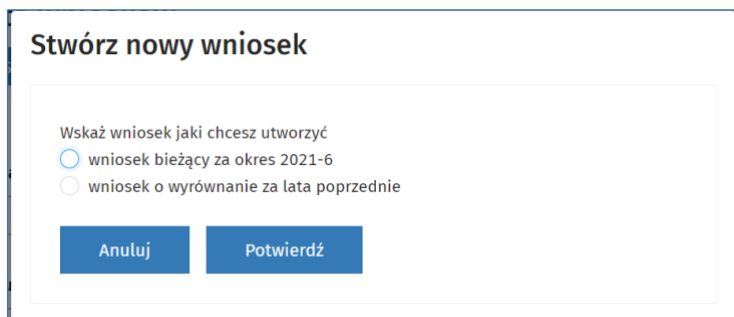 Stwórz nowy wniosek
Wskaż wniosek jaki chcesz utworzyć
wniosek bieżący za okres 2021-6
wniosek o wyrównanie za lata poprzednie
Anuluj Potwierdź